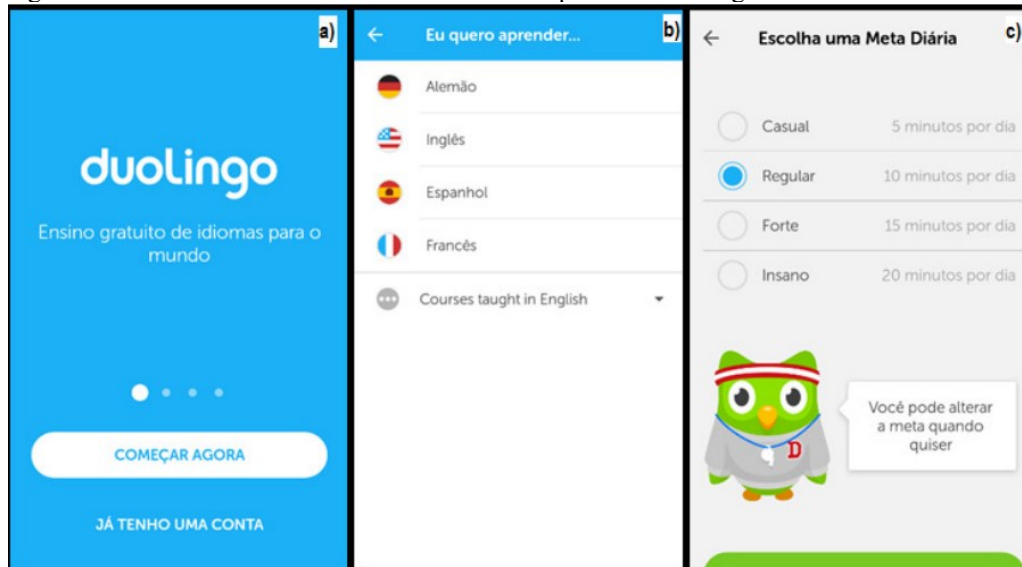 a)
duolingo
Ensino gratuito de idiomas para o
mundo
COMEÇAR AGORA
JÁ TENHO UMA CONTA
Eu quero aprender...
b)
Alemão
Inglês
Espanhol
Francês
Courses taught in English
Escolha uma Meta Diária
c)
Casual 5 minutos por dia
Regular 10 minutos por dia
Forte 15 minutos por dia
Insano 20 minutos por dia
Você pode alterar
a meta quando
quiser
D